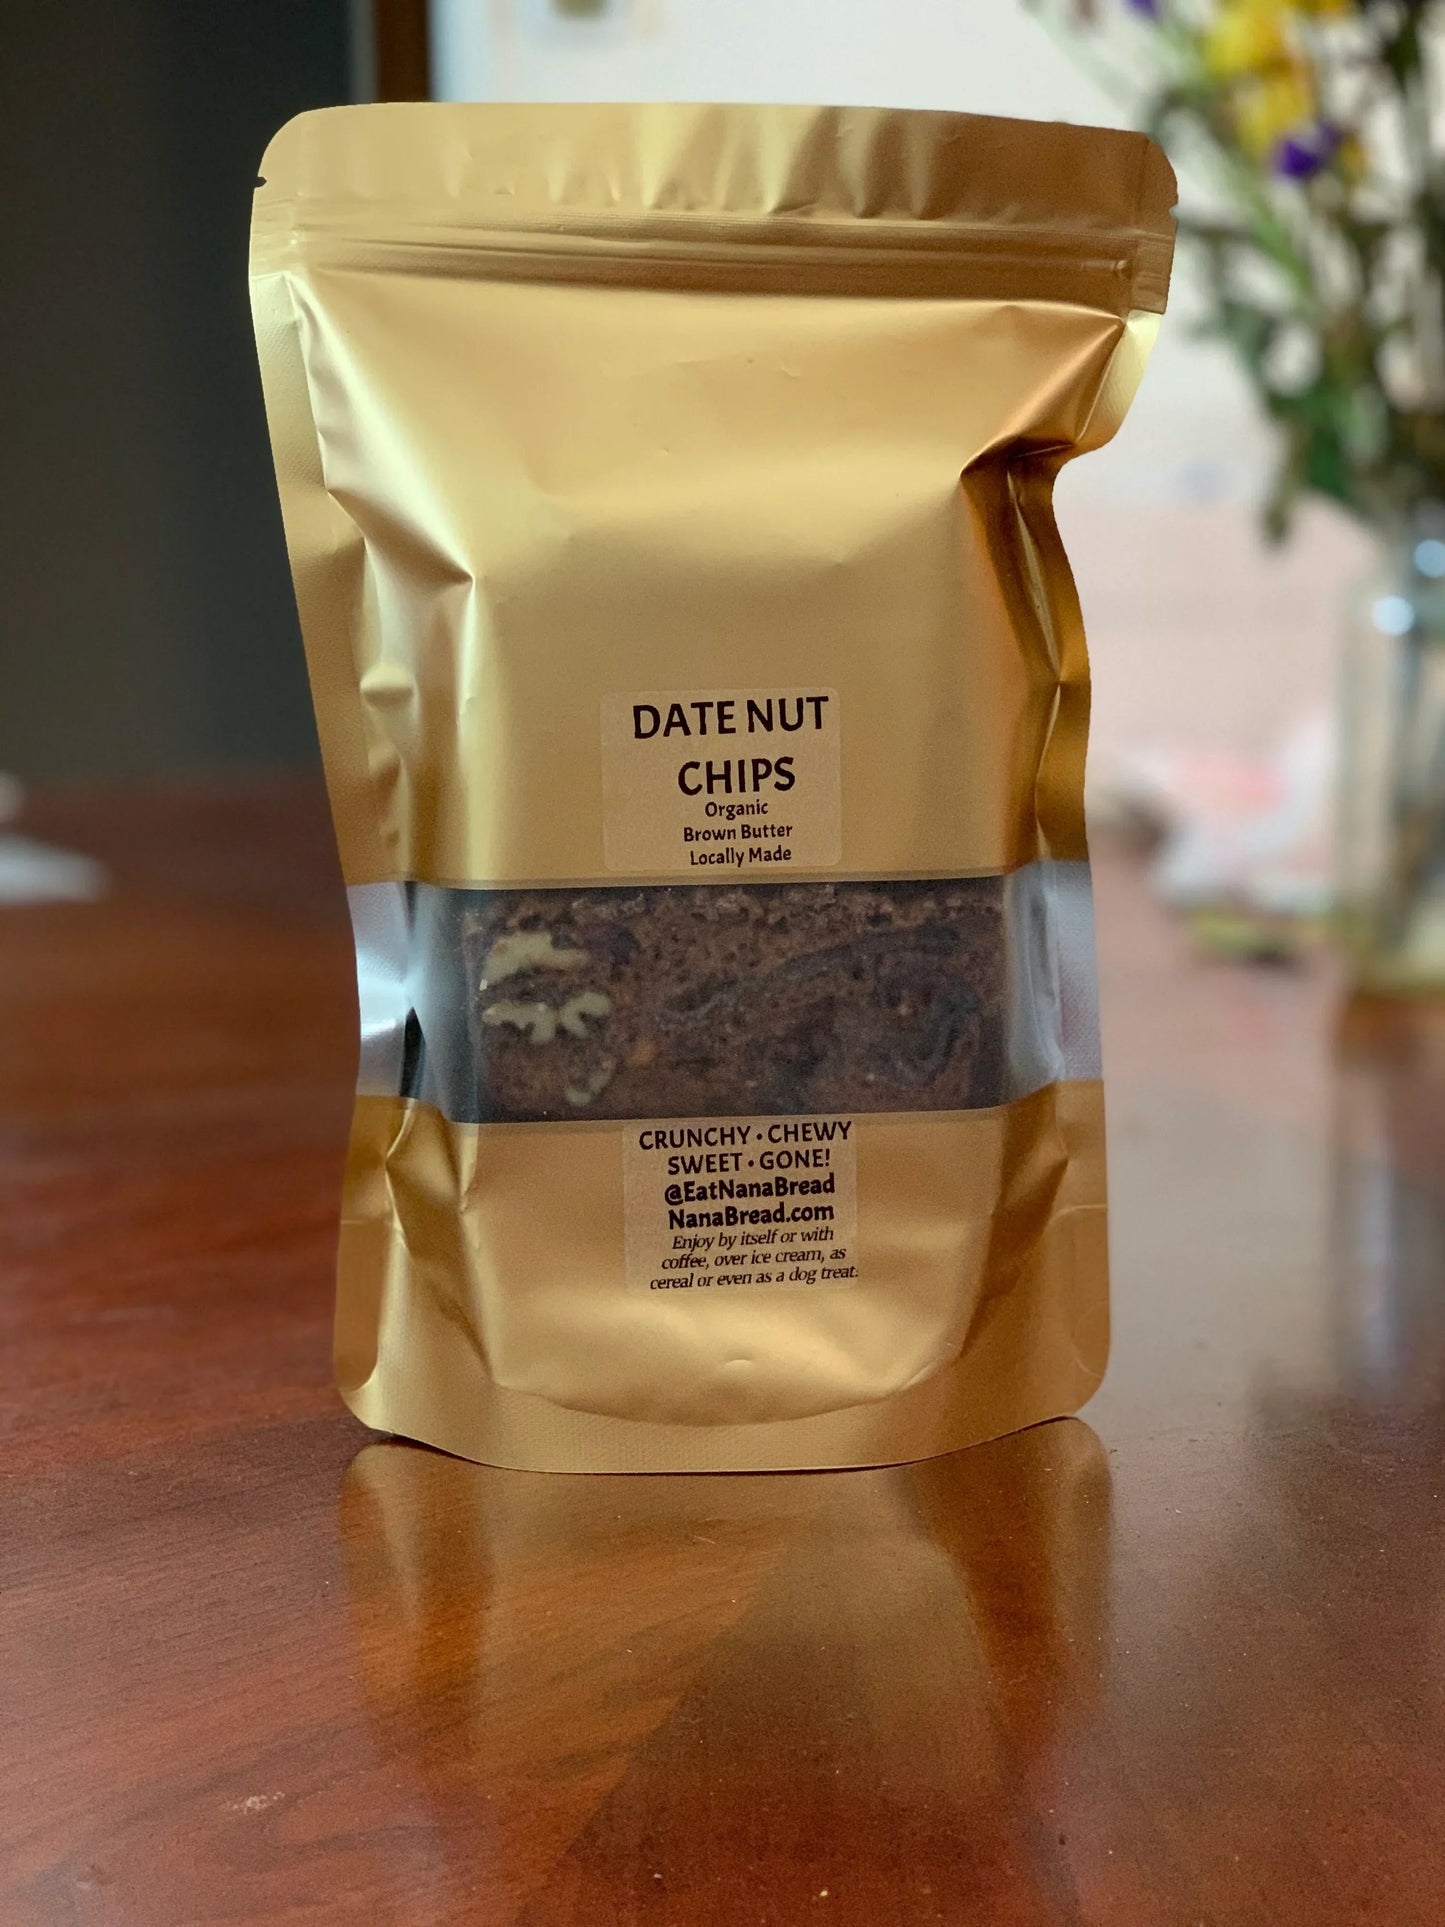 DATE NUT
CHIPS
Organic
Brown Butter
Locally Made
CRUNCHY • CHEWY
SWEET • GONE!
@EatNanaBread
NanaBread.com
Enjoy by itself or with
coffee, over ice cream, as
cereal or even as a dog treat.